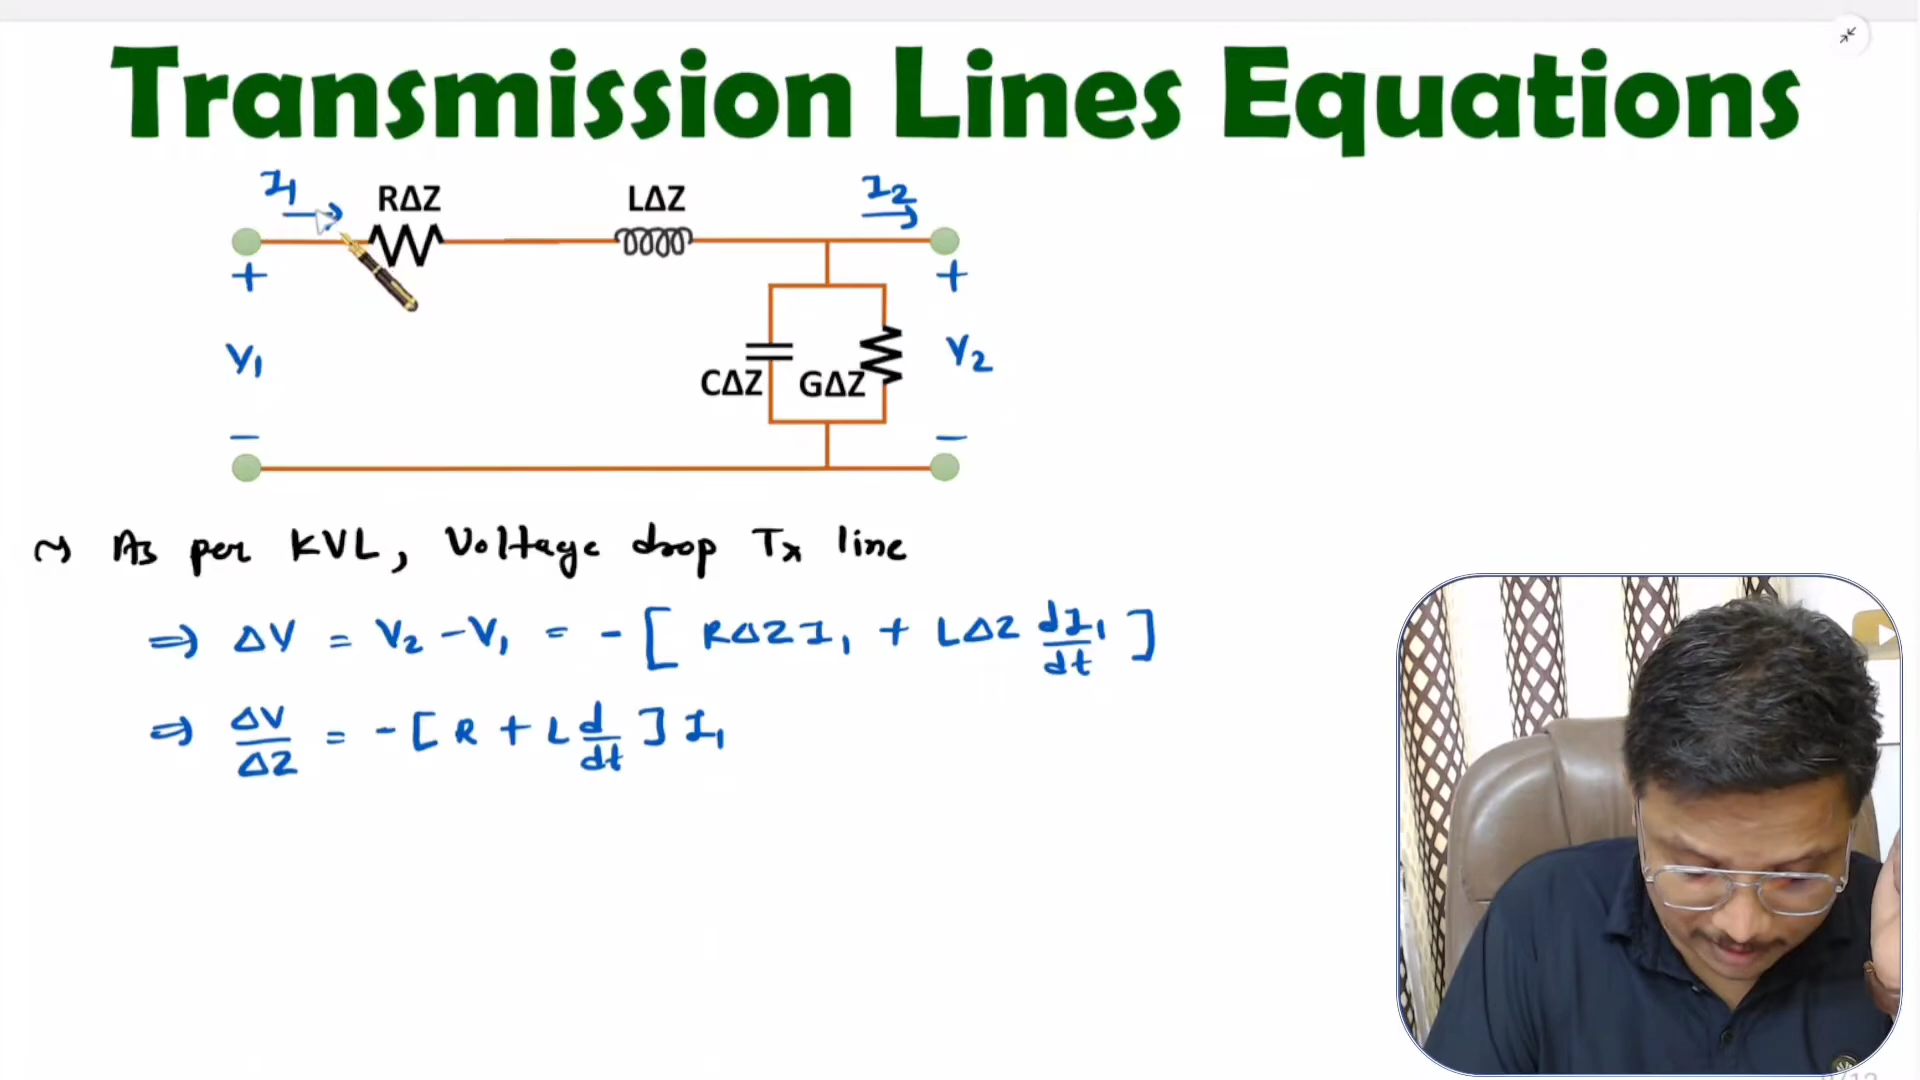 Transmission Lines Equations
I1 → RΔZ LΔZ I2 →
+ +
V1 V2
CΔZ GΔZ
− −
~> As per KVL, Voltage drop Tx line
⇒ ΔV = V2 − V1 = −[ RΔZ I1 + LΔZ dI1/dt ]
⇒ ΔV/ΔZ = −[ R + L d/dt ] I1